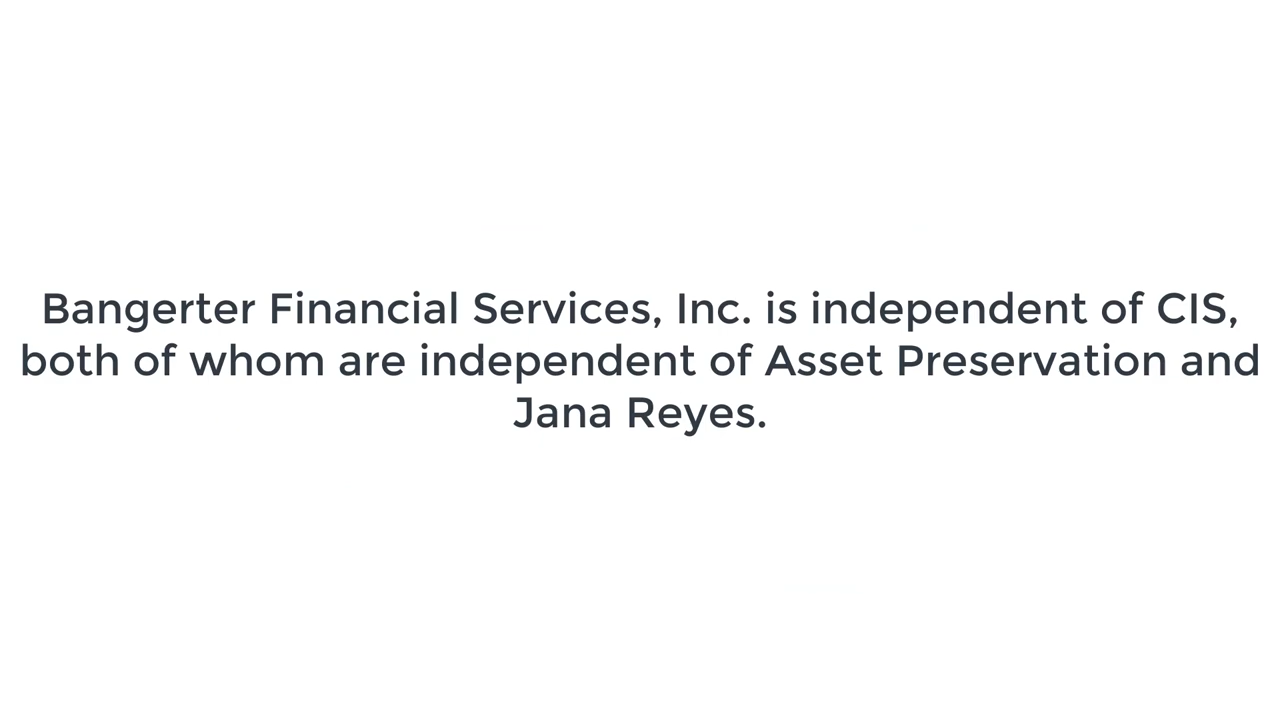 Bangerter Financial Services, Inc. is independent of CIS,
both of whom are independent of Asset Preservation and
Jana Reyes.